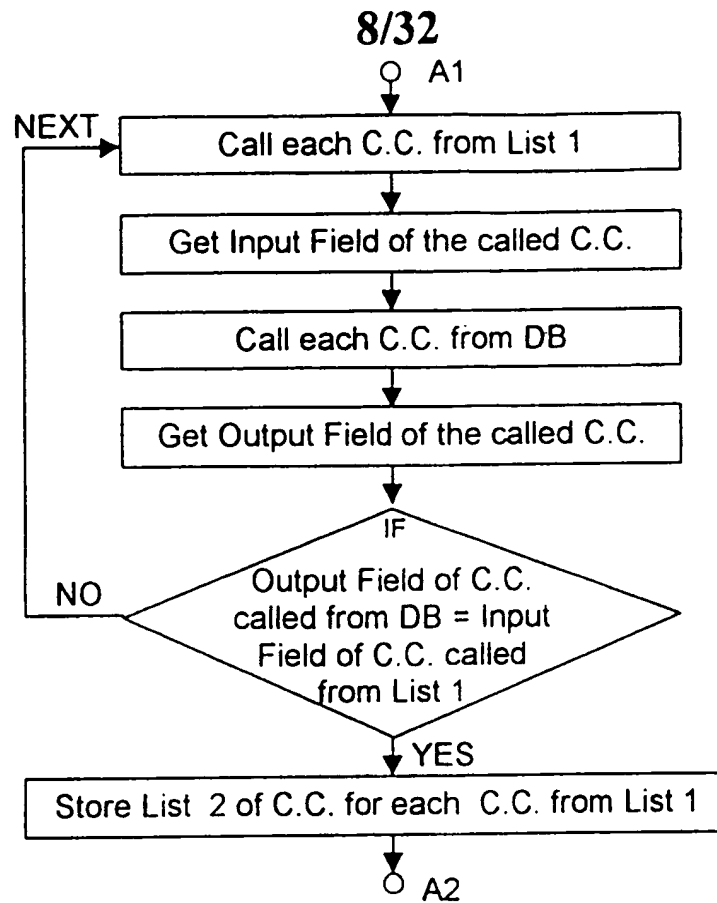 8/32
A1
NEXT
Call each C.C. from List 1
Get Input Field of the called C.C.
Call each C.C. from DB
Get Output Field of the called C.C.
IF
Output Field of C.C.
called from DB = Input
Field of C.C. called
from List 1
NO
YES
Store List 2 of C.C. for each C.C. from List 1
A2